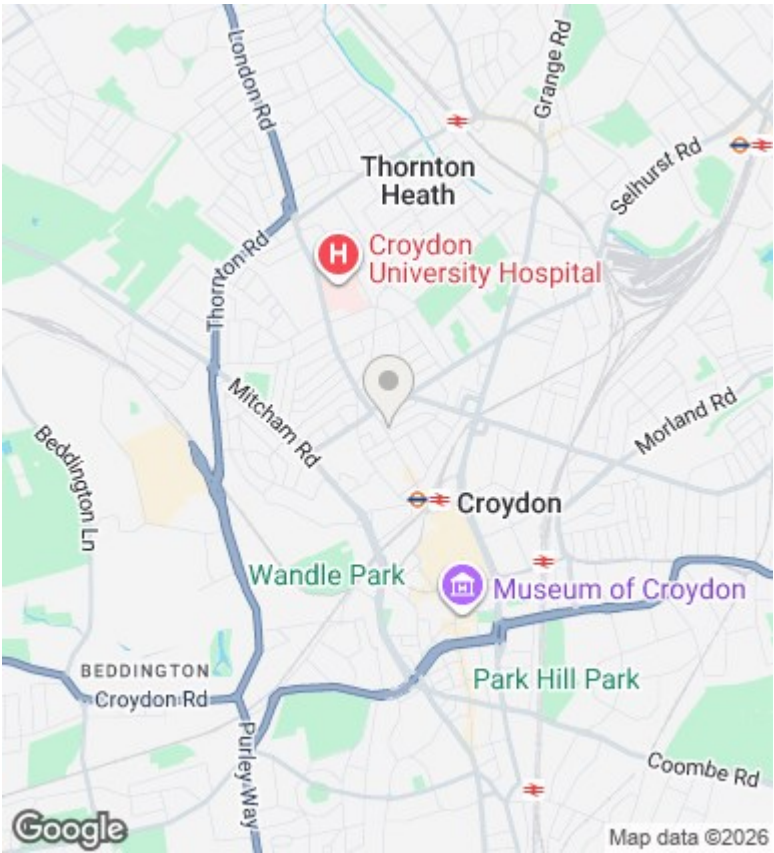 London Rd
Grange Rd
Selhurst Rd
Thornton
Heath
H
Croydon
University Hospital
Thornton Rd
Mitcham Rd
Morland Rd
Beddington Ln
Croydon
Wandle Park
Museum of Croydon
BEDDINGTON
Croydon Rd
Park Hill Park
Purley Way
Coombe Rd
Google
Map data ©2026